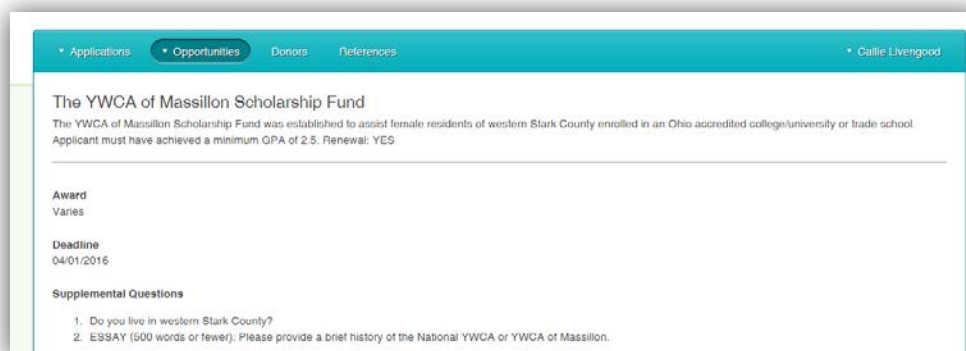 Applications Opportunities Donors References Callie Livengood
The YWCA of Massillon Scholarship Fund
The YWCA of Massillon Scholarship Fund was established to assist female residents of western Stark County enrolled in an Ohio accredited college/university or trade school.
Applicant must have achieved a minimum GPA of 2.5. Renewal: YES
Award
Varies
Deadline
04/01/2016
Supplemental Questions
1. Do you live in western Stark County?
2. ESSAY (500 words or fewer): Please provide a brief history of the National YWCA or YWCA of Massillon.